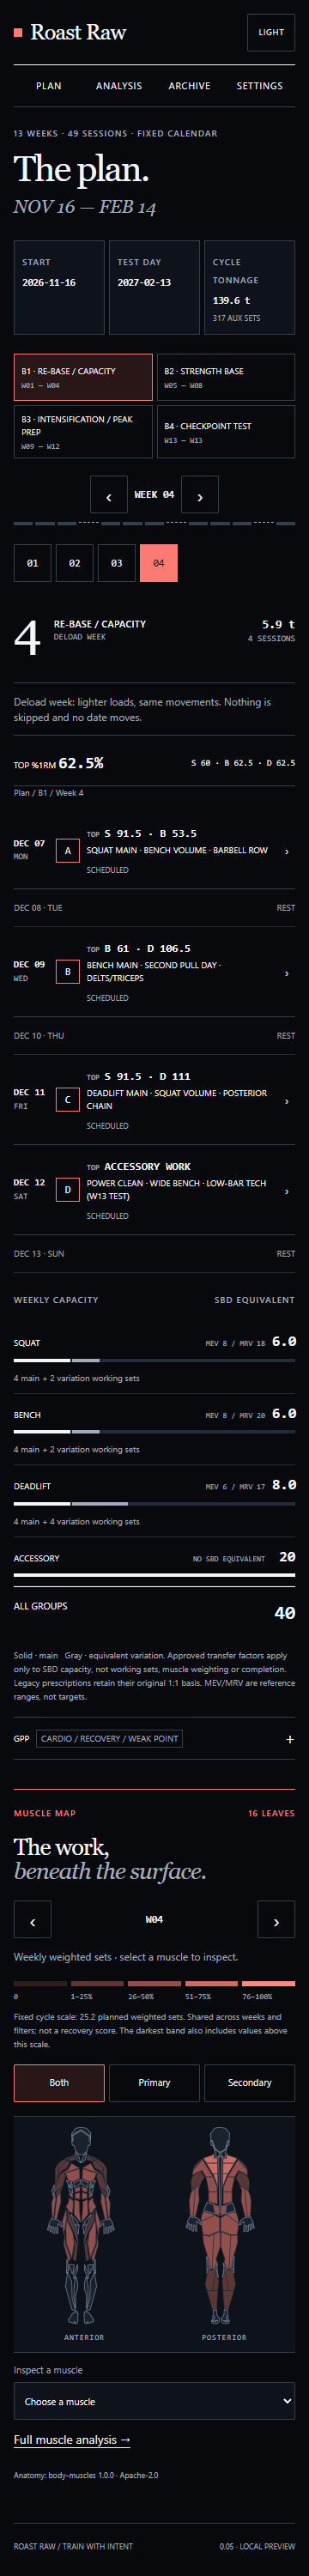 Roast Raw
LIGHT
PLAN ANALYSIS ARCHIVE SETTINGS
13 WEEKS · 49 SESSIONS · FIXED CALENDAR
The plan.
NOV 16 — FEB 14
START
2026-11-16
TEST DAY
2027-02-13
CYCLE
TONNAGE
139.6 t
317 AUX SETS
B1 · RE-BASE / CAPACITY
W01 — W04
B2 · STRENGTH BASE
W05 — W08
B3 · INTENSIFICATION / PEAK
PREP
W09 — W12
B4 · CHECKPOINT TEST
W13 — W13
‹ WEEK 04 ›
01 02 03 04
4
RE-BASE / CAPACITY
DELOAD WEEK
5.9 t
4 SESSIONS
Deload week: lighter loads, same movements. Nothing is
skipped and no date moves.
TOP %1RM 62.5%
S 60 · B 62.5 · D 62.5
Plan / B1 / Week 4
DEC 07
MON
A
TOP S 91.5 · B 53.5
SQUAT MAIN · BENCH VOLUME · BARBELL ROW
SCHEDULED
›
DEC 08 · TUE REST
DEC 09
WED
B
TOP B 61 · D 106.5
BENCH MAIN · SECOND PULL DAY ·
DELTS/TRICEPS
SCHEDULED
›
DEC 10 · THU REST
DEC 11
FRI
C
TOP S 91.5 · D 111
DEADLIFT MAIN · SQUAT VOLUME · POSTERIOR
CHAIN
SCHEDULED
›
DEC 12
SAT
D
TOP ACCESSORY WORK
POWER CLEAN · WIDE BENCH · LOW-BAR TECH
(W13 TEST)
SCHEDULED
›
DEC 13 · SUN REST
WEEKLY CAPACITY SBD EQUIVALENT
SQUAT MEV 8 / MRV 18 6.0
4 main + 2 variation working sets
BENCH MEV 8 / MRV 20 6.0
4 main + 2 variation working sets
DEADLIFT MEV 6 / MRV 17 8.0
4 main + 4 variation working sets
ACCESSORY NO SBD EQUIVALENT 20
ALL GROUPS 40
Solid · main Gray · equivalent variation. Approved transfer factors apply
only to SBD capacity, not working sets, muscle weighting or completion.
Legacy prescriptions retain their original 1:1 basis. MEV/MRV are reference
ranges, not targets.
GPP CARDIO / RECOVERY / WEAK POINT +
MUSCLE MAP 16 LEAVES
The work,
beneath the surface.
‹ W04 ›
Weekly weighted sets · select a muscle to inspect.
0 1–25% 26–50% 51–75% 76–100%
Fixed cycle scale: 25.2 planned weighted sets. Shared across weeks and
filters; not a recovery score. The darkest band also includes values above
this scale.
Both Primary Secondary
ANTERIOR POSTERIOR
Inspect a muscle
Choose a muscle
Full muscle analysis →
Anatomy: body-muscles 1.0.0 · Apache-2.0
ROAST RAW / TRAIN WITH INTENT 0.05 · LOCAL PREVIEW